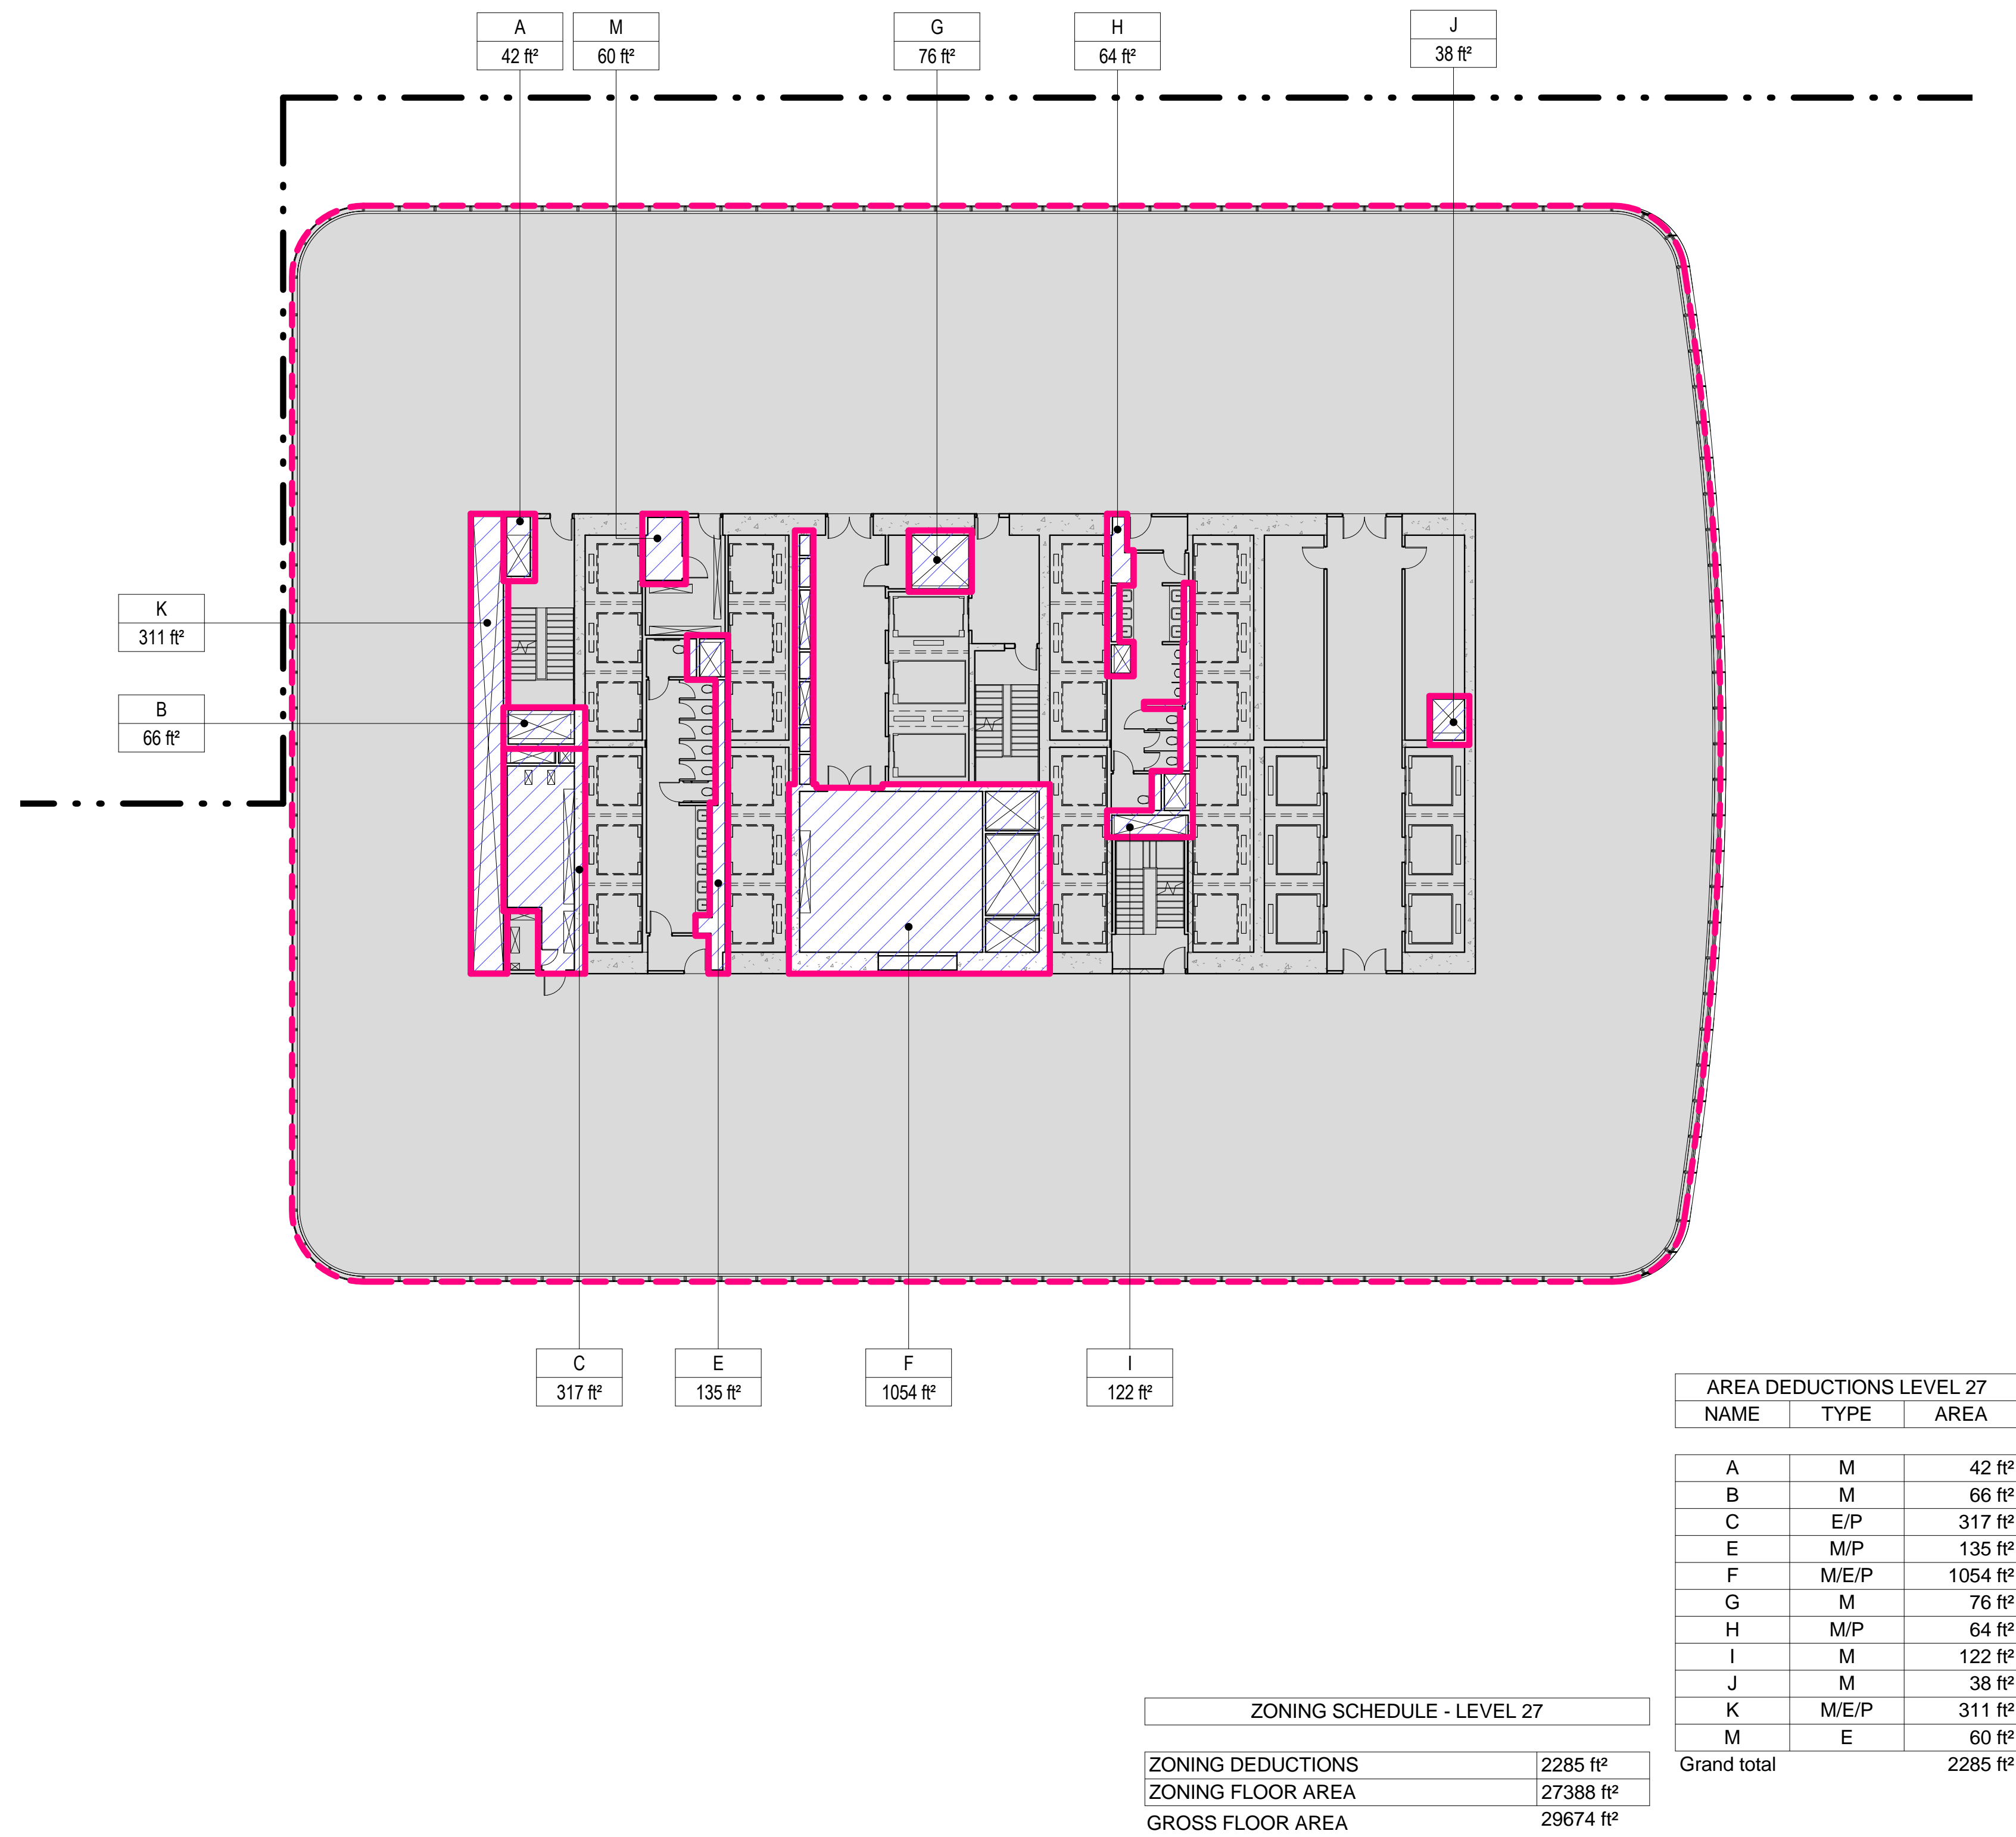 A M G H J
42 ft² 60 ft² 76 ft² 64 ft² 38 ft²
K
311 ft²
B
66 ft²
C E F I
317 ft² 135 ft² 1054 ft² 122 ft²
AREA DEDUCTIONS LEVEL 27
NAME TYPE AREA
A M 42 ft²
B M 66 ft²
C E/P 317 ft²
E M/P 135 ft²
F M/E/P 1054 ft²
G M 76 ft²
H M/P 64 ft²
I M 122 ft²
J M 38 ft²
K M/E/P 311 ft²
M E 60 ft²
Grand total 2285 ft²
ZONING SCHEDULE - LEVEL 27
ZONING DEDUCTIONS 2285 ft²
ZONING FLOOR AREA 27388 ft²
GROSS FLOOR AREA 29674 ft²